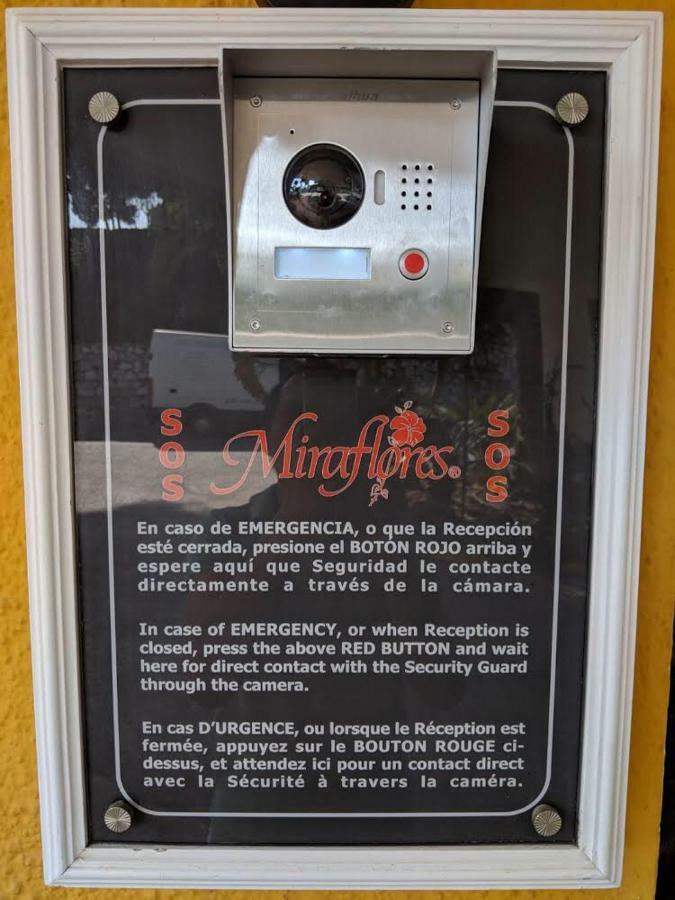 alhua
SOS
Miraflores®
SOS
En caso de EMERGENCIA, o que la Recepción
esté cerrada, presione el BOTÓN ROJO arriba y
espere aquí que Seguridad le contacte
directamente a través de la cámara.
In case of EMERGENCY, or when Reception is
closed, press the above RED BUTTON and wait
here for direct contact with the Security Guard
through the camera.
En cas D'URGENCE, ou lorsque le Réception est
fermée, appuyez sur le BOUTON ROUGE ci-
dessus, et attendez ici pour un contact direct
avec la Sécurité à travers la caméra.